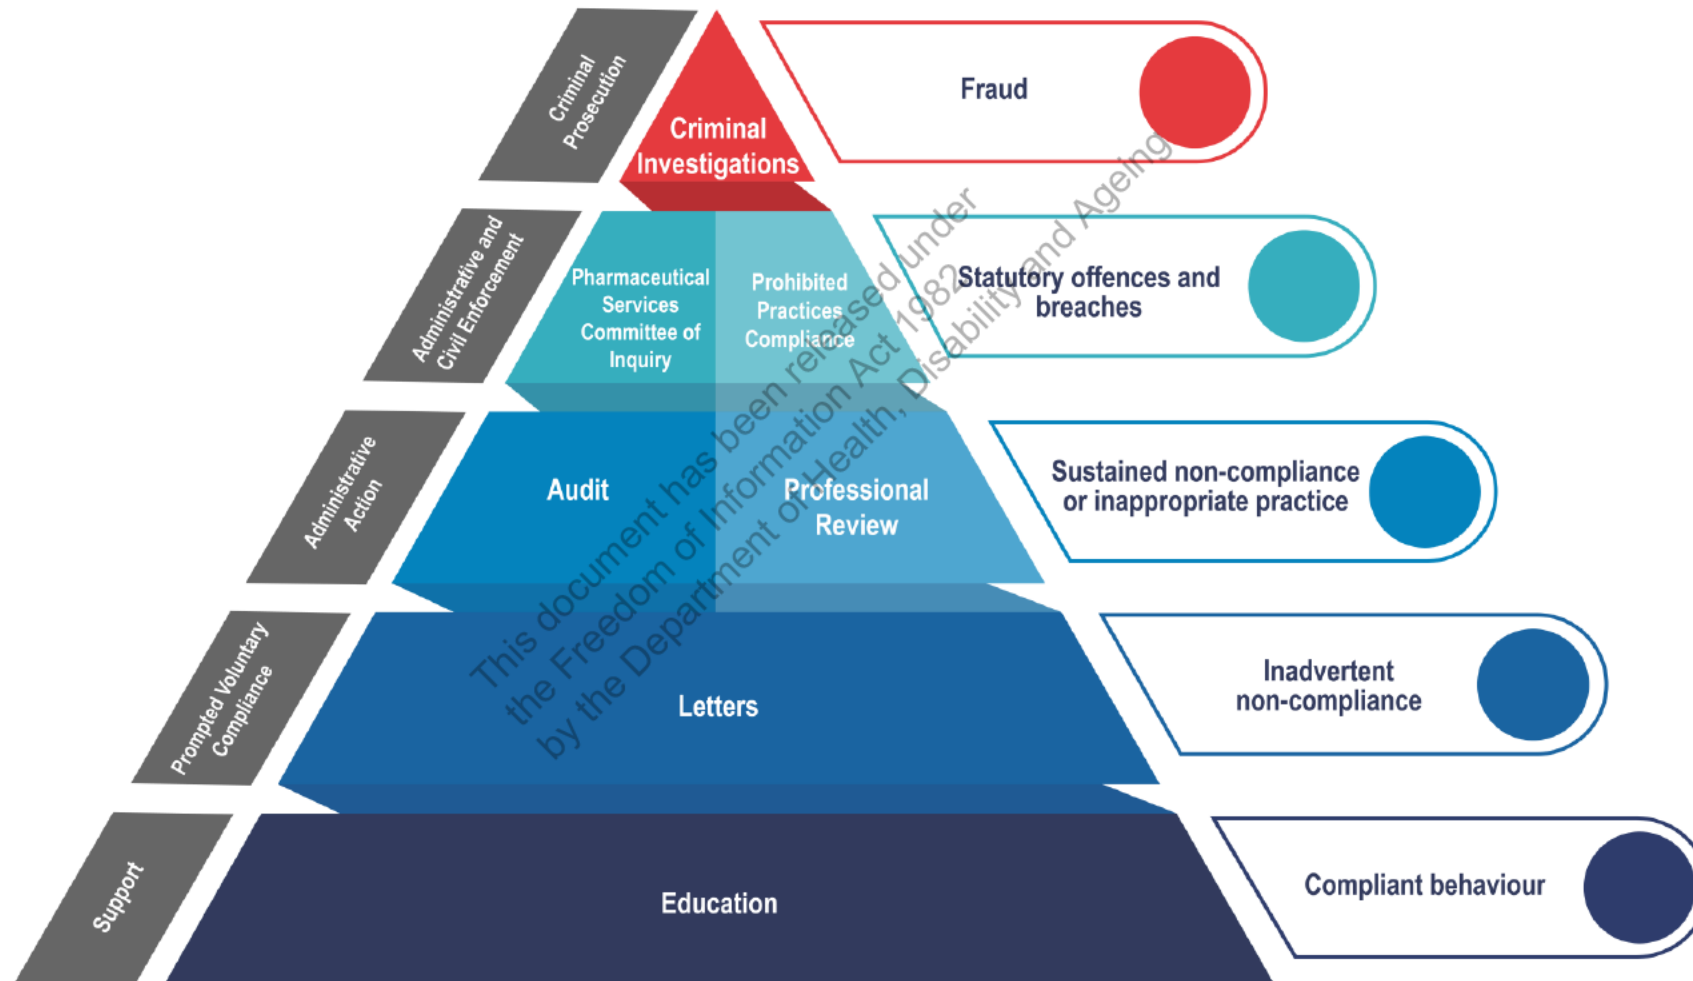 Criminal
Prosecution
Criminal
Investigations
Fraud
Administrative and
Civil Enforcement
Pharmaceutical
Services
Committee of
Inquiry
Prohibited
Practices
Compliance
Statutory offences and
breaches
Administrative
Action
Audit
Professional
Review
Sustained non-compliance
or inappropriate practice
Prompted Voluntary
Compliance
Letters
Inadvertent
non-compliance
Support
Education
Compliant behaviour
This document has been released under
the Freedom of Information Act 1982
by the Department of Health, Disability and Ageing